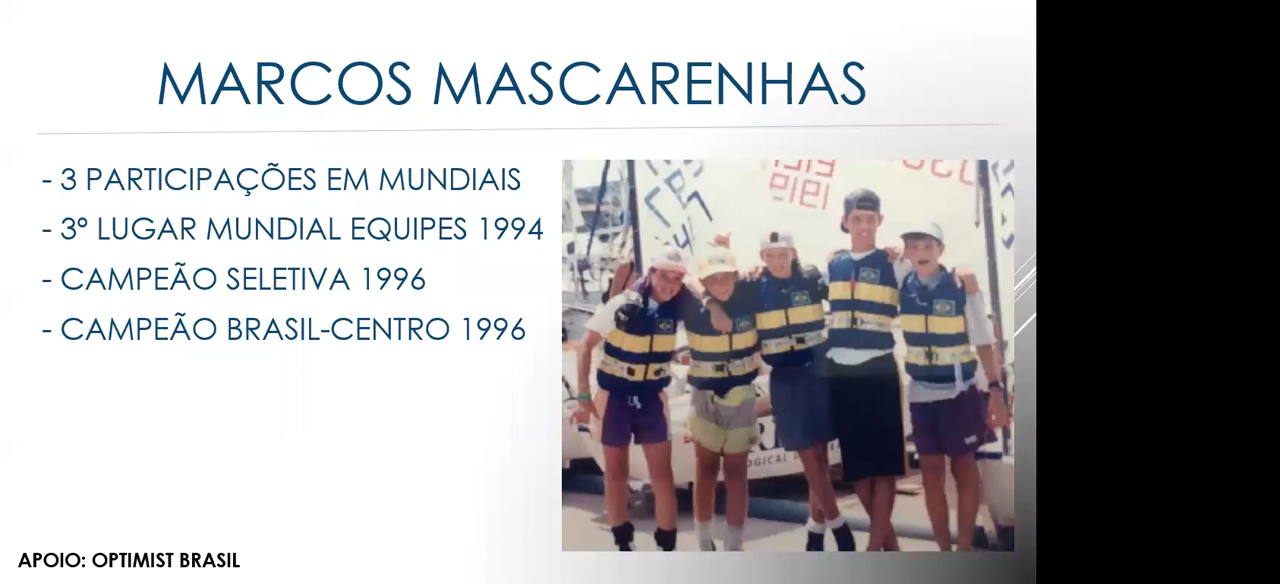 MARCOS MASCARENHAS
- 3 PARTICIPAÇÕES EM MUNDIAIS
- 3º LUGAR MUNDIAL EQUIPES 1994
- CAMPEÃO SELETIVA 1996
- CAMPEÃO BRASIL-CENTRO 1996
APOIO: OPTIMIST BRASIL